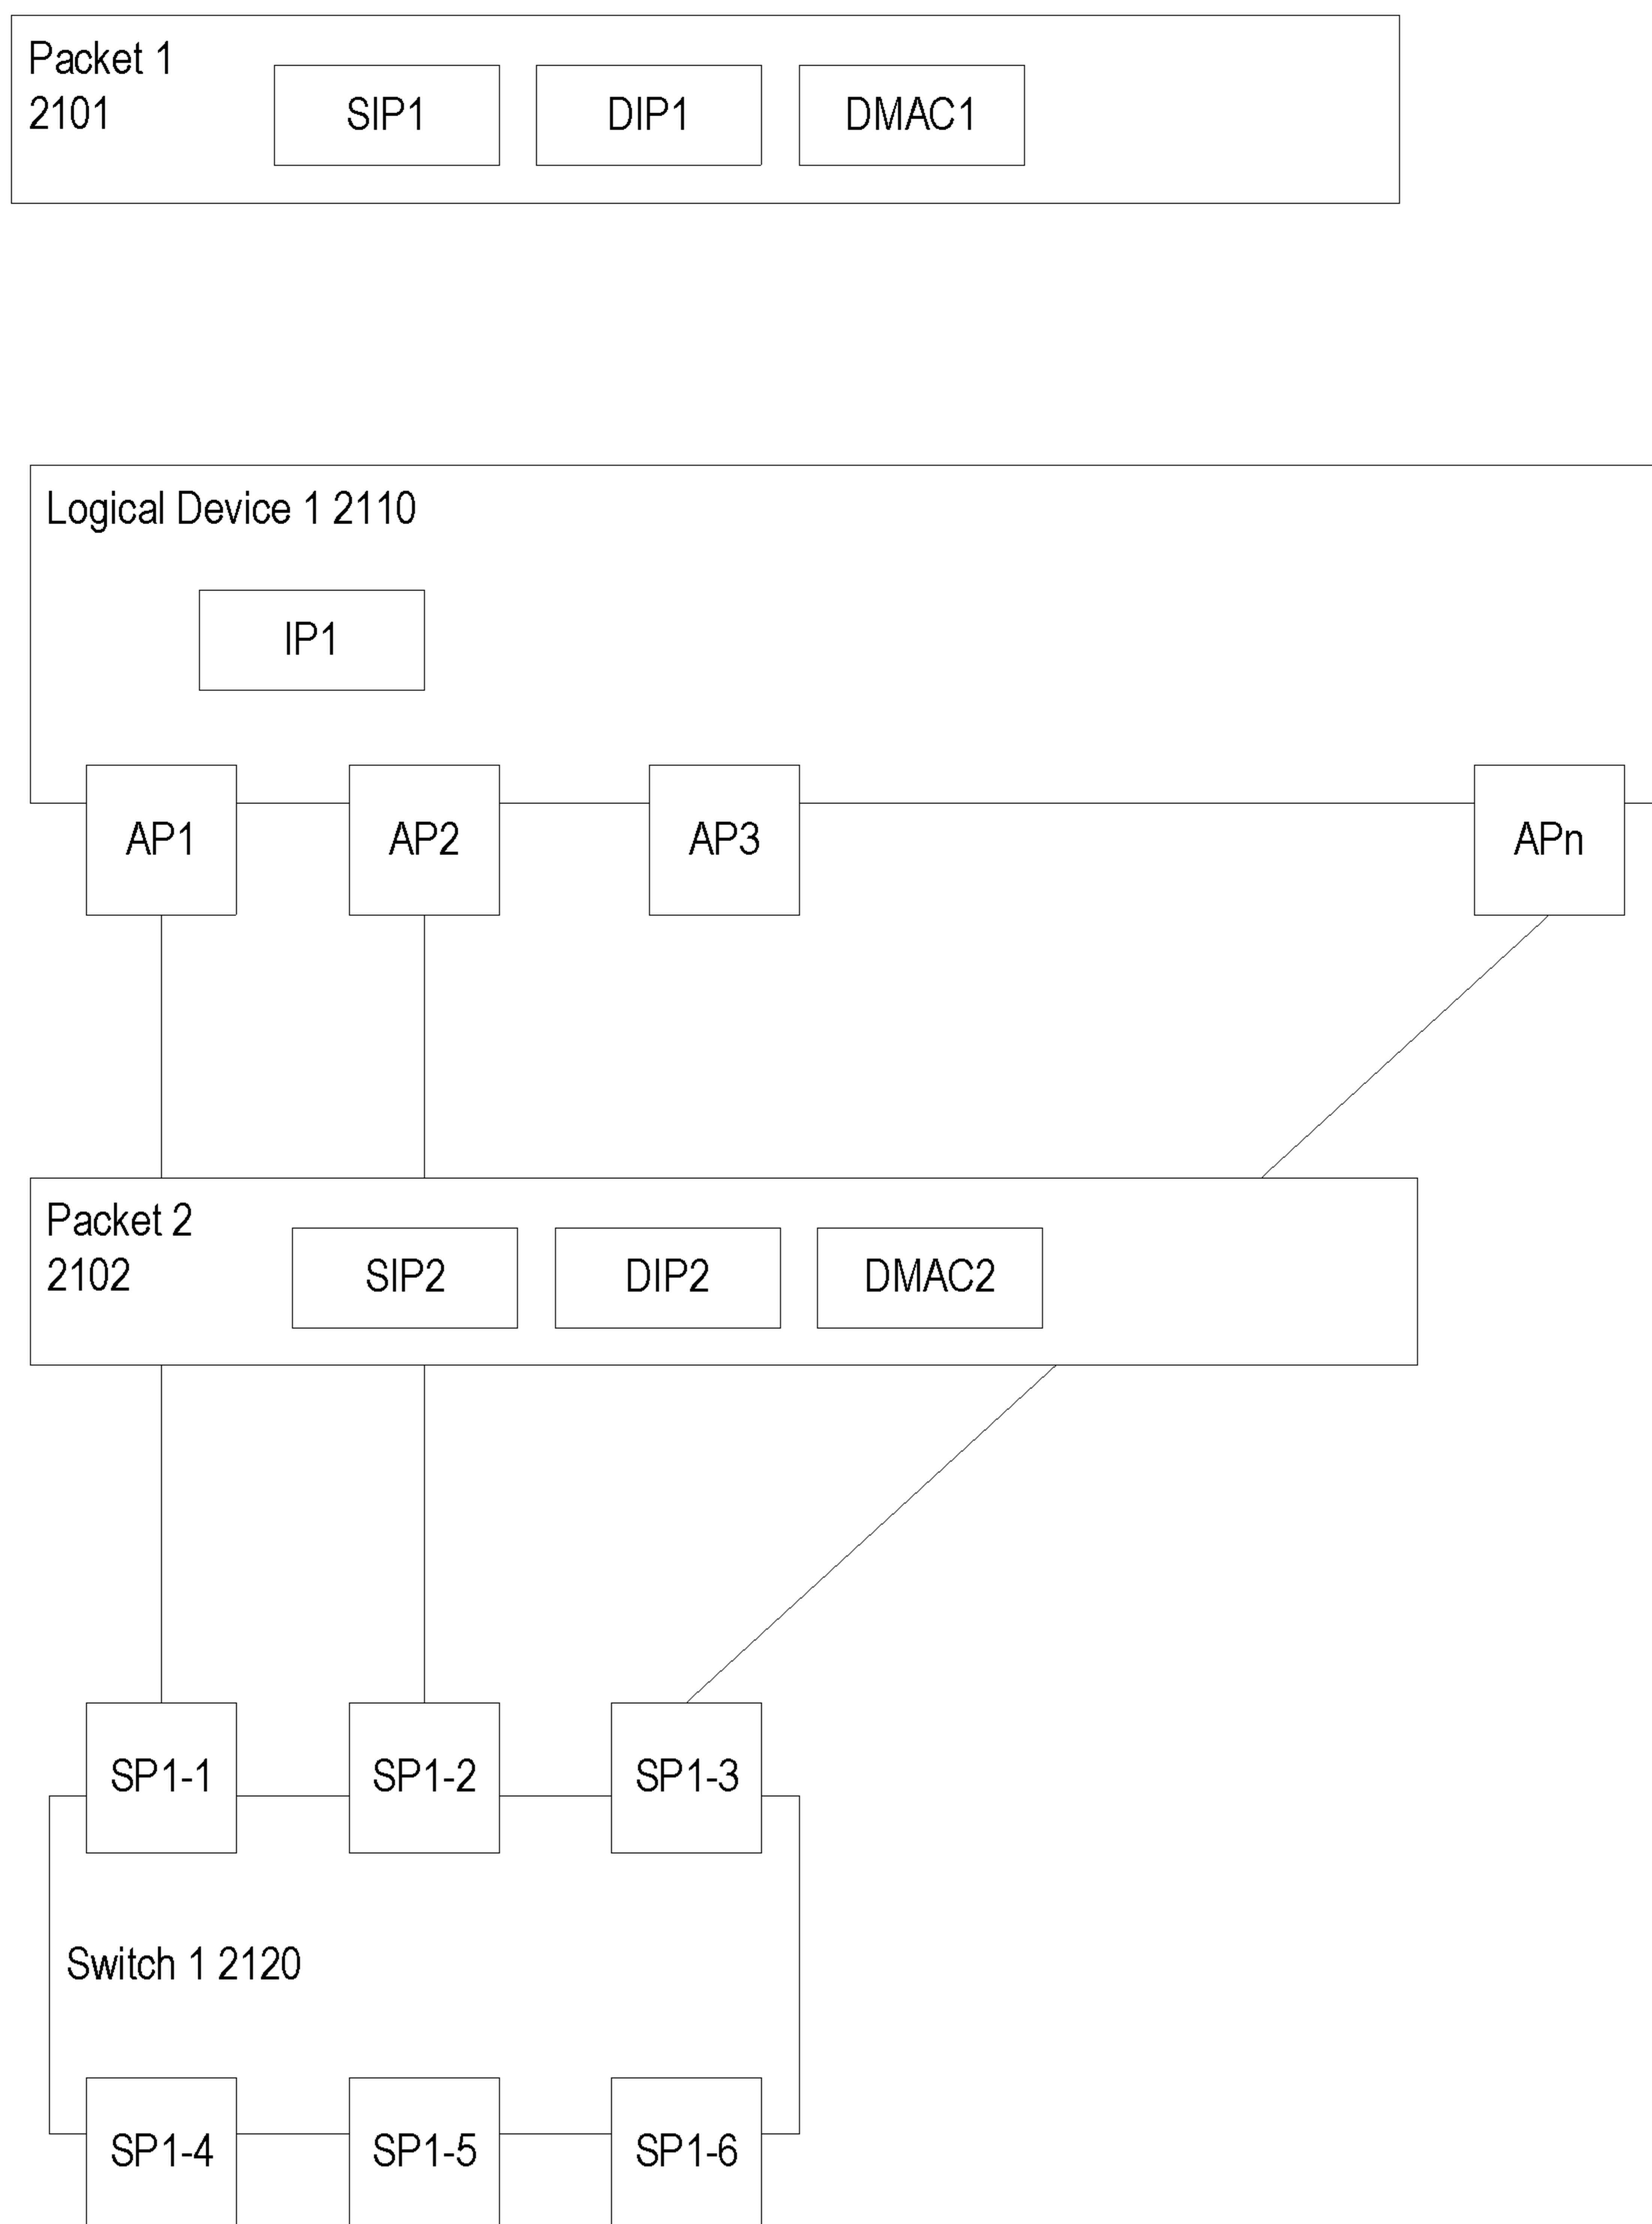 Packet 1
2101
SIP1
DIP1
DMAC1
Logical Device 1 2110
IP1
AP1
AP2
AP3
APn
Packet 2
2102
SIP2
DIP2
DMAC2
SP1-1
SP1-2
SP1-3
Switch 1 2120
SP1-4
SP1-5
SP1-6